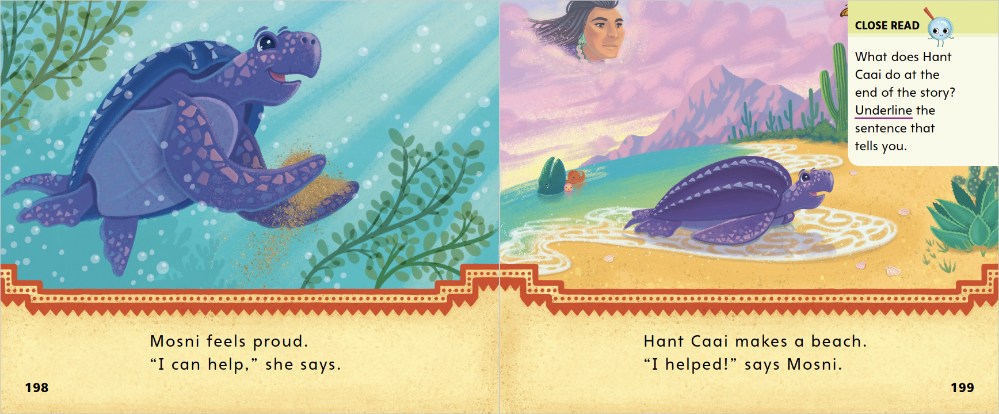 Mosni feels proud.
“I can help,” she says.
198
CLOSE READ
What does Hant
Caai do at the
end of the story?
Underline the
sentence that
tells you.
Hant Caai makes a beach.
“I helped!” says Mosni.
199